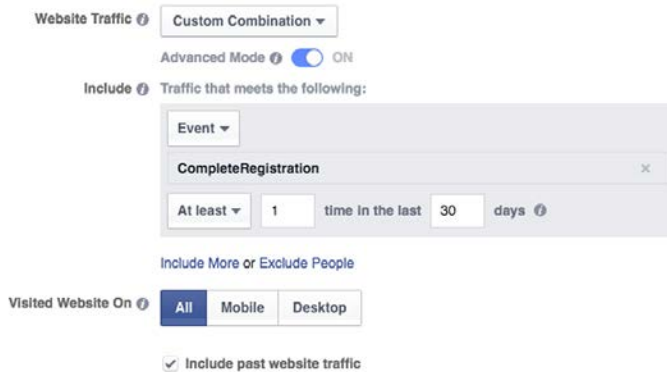 Website Traffic Custom Combination
Advanced Mode ON
Include Traffic that meets the following:
Event
CompleteRegistration
At least 1 time in the last 30 days
Include More or Exclude People
Visited Website On All Mobile Desktop
Include past website traffic